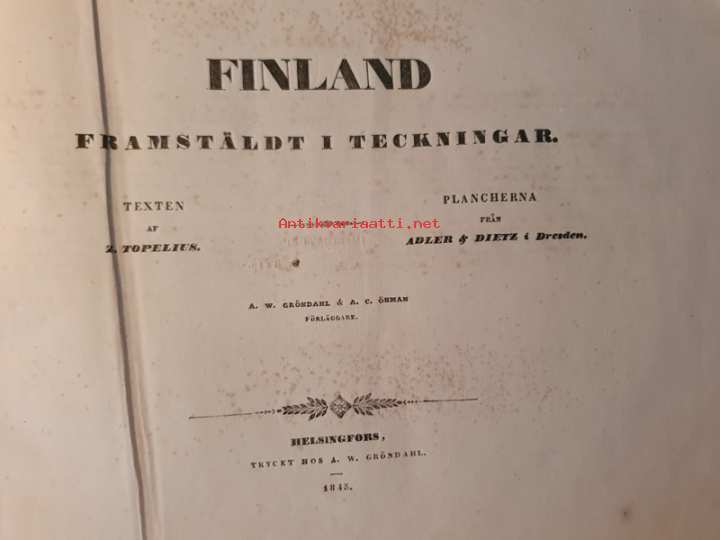 FINLAND
FRAMSTÄLDT I TECKNINGAR.
TEXTEN
AF
Z. TOPELIUS.
PLANCHERNA
FRÅN
ADLER & DIETZ i Dresden.
Antikvariaatti.net
A. W. GRÖNDAHL & A. C. ÖHMAN
FÖRLÄGGARE.
HELSINGFORS,
TRYCKT HOS A. W. GRÖNDAHL.
1845.